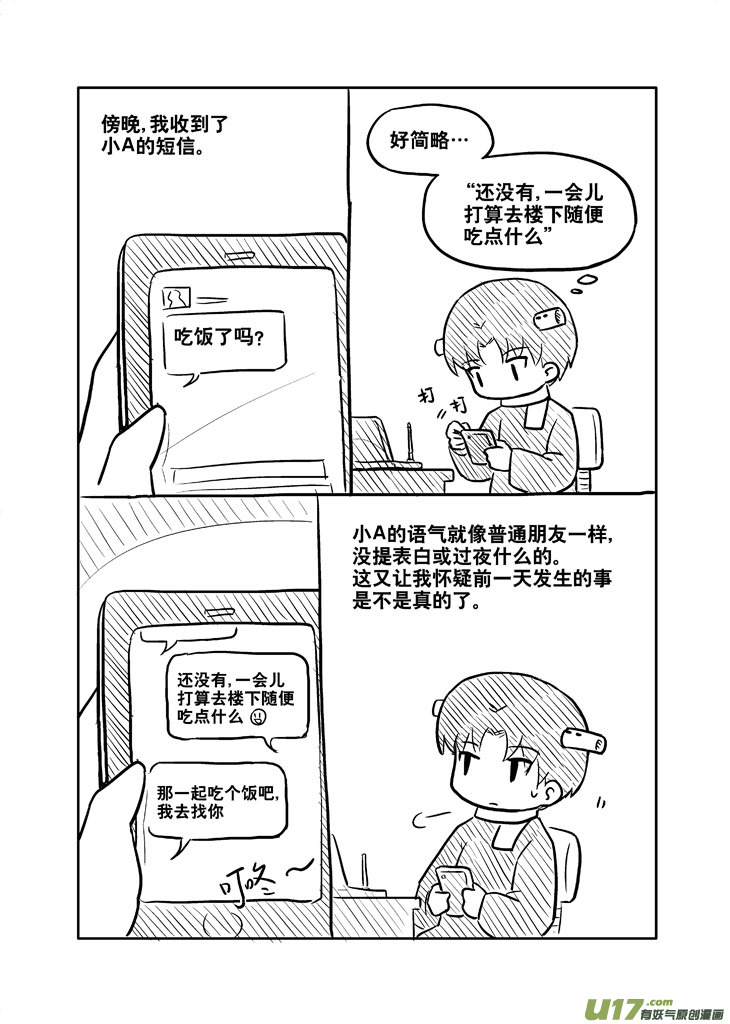 傍晚，我收到了
小A的短信。
吃饭了吗？
好简略…
“还没有，一会儿
打算去楼下随便
吃点什么”
打
打
还没有，一会儿
打算去楼下随便
吃点什么
那一起吃个饭吧，
我去找你
叮咚～
小A的语气就像普通朋友一样，
没提表白或过夜什么的。
这又让我怀疑前一天发生的事
是不是真的了。
U17.com
有妖气原创漫画